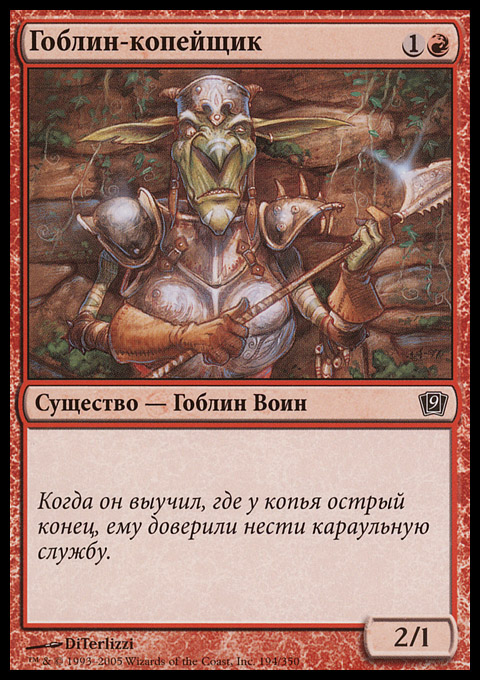 Гоблин-копейщик 1
Существо — Гоблин Воин 9
Когда он выучил, где у копья острый
конец, ему доверили нести караульную
службу.
2/1
DiTerlizzi
™ & © 1993-2005 Wizards of the Coast, Inc. 194/350